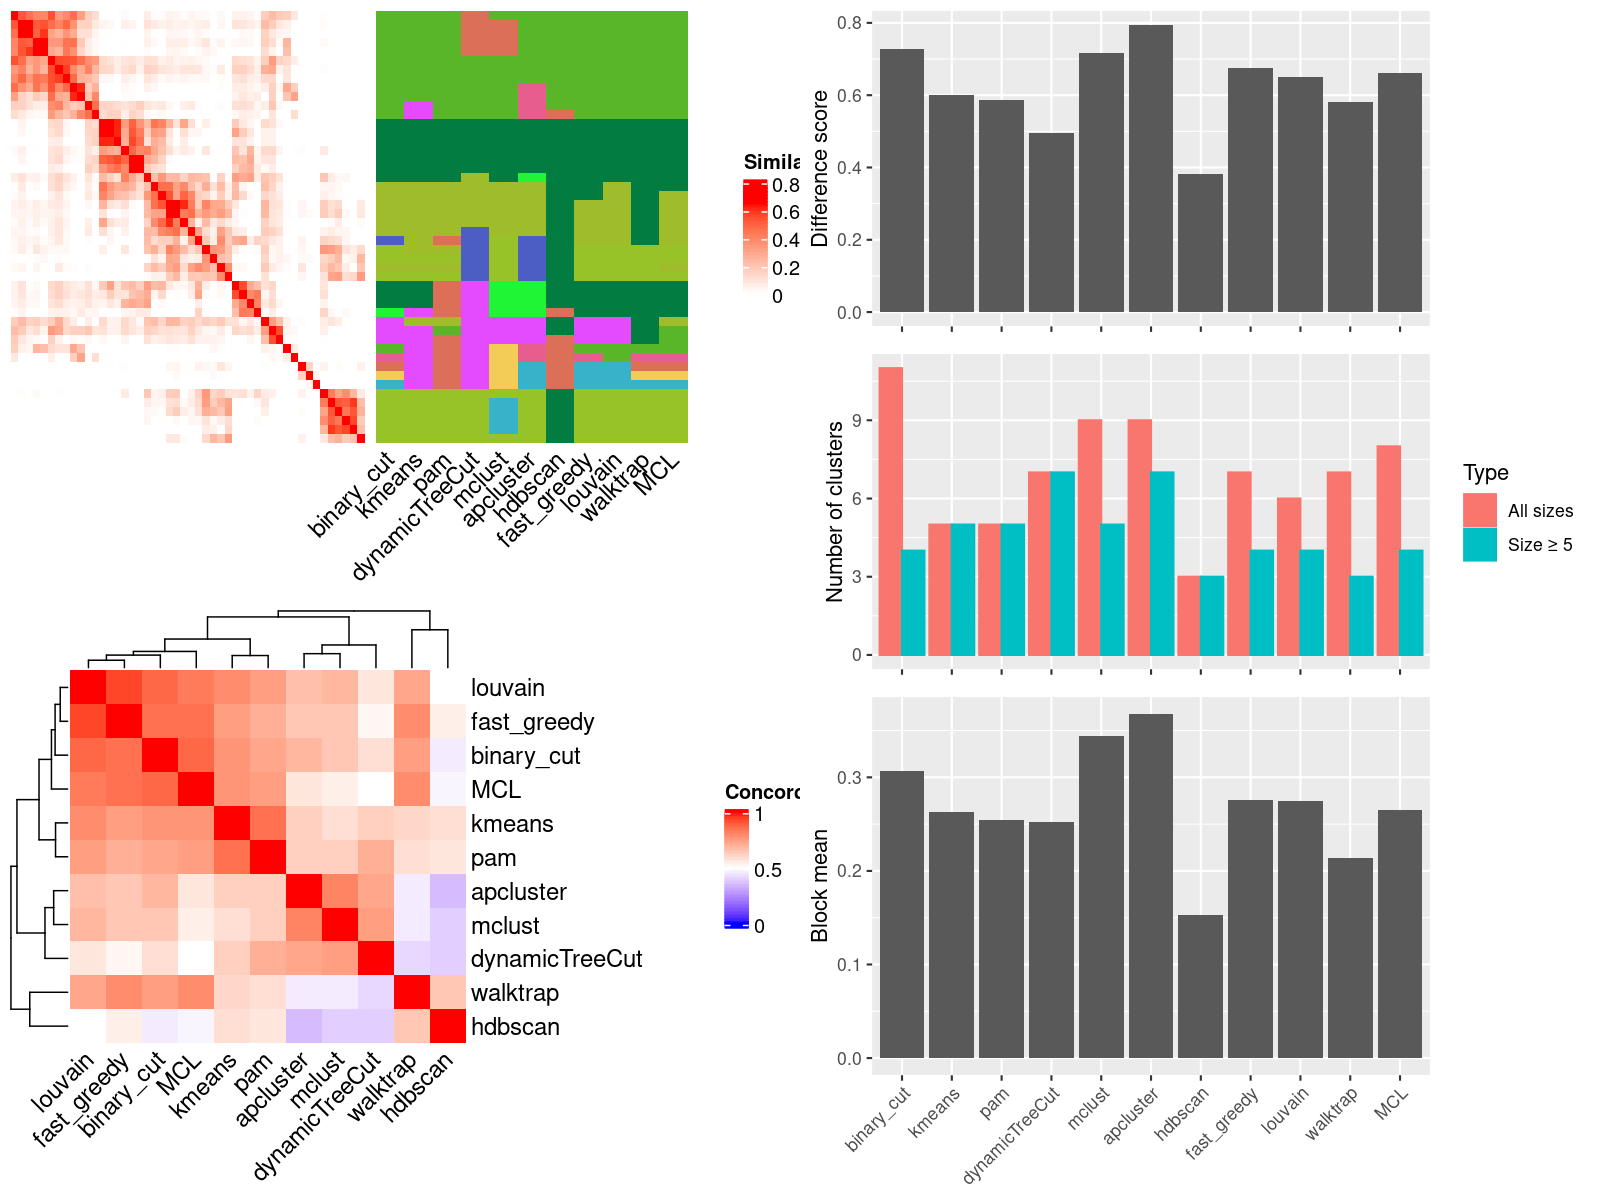 Simila
0.8
0.6
0.4
0.2
0
binary_cut
kmeans
pam
dynamicTreeCut
mclust
apcluster
hdbscan
fast_greedy
louvain
walktrap
MCL
Difference score
0.8
0.6
0.4
0.2
0.0
Number of clusters
9
6
3
0
Type
All sizes
Size ≥ 5
louvain
fast_greedy
binary_cut
MCL
kmeans
pam
apcluster
mclust
dynamicTreeCut
walktrap
hdbscan
louvain
fast_greedy
binary_cut
MCL
kmeans
pam
apcluster
mclust
dynamicTreeCut
walktrap
hdbscan
Concord
1
0.5
0
Block mean
0.3
0.2
0.1
0.0
binary_cut
kmeans
pam
dynamicTreeCut
mclust
apcluster
hdbscan
fast_greedy
louvain
walktrap
MCL